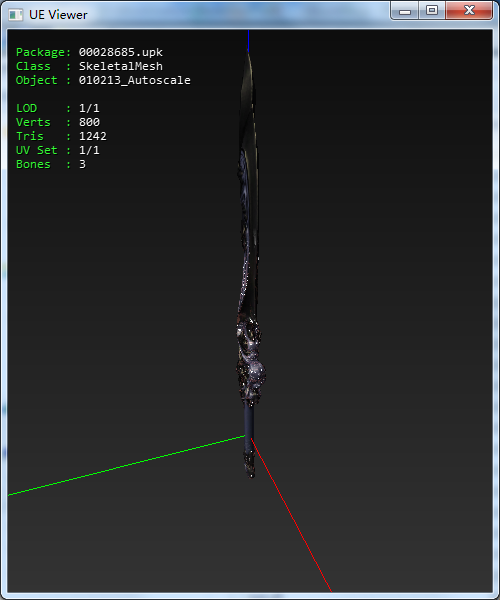 UE Viewer
Package: 00028685.upk
Class : SkeletalMesh
Object : 010213_Autoscale
LOD : 1/1
Verts : 800
Tris : 1242
UV Set : 1/1
Bones : 3